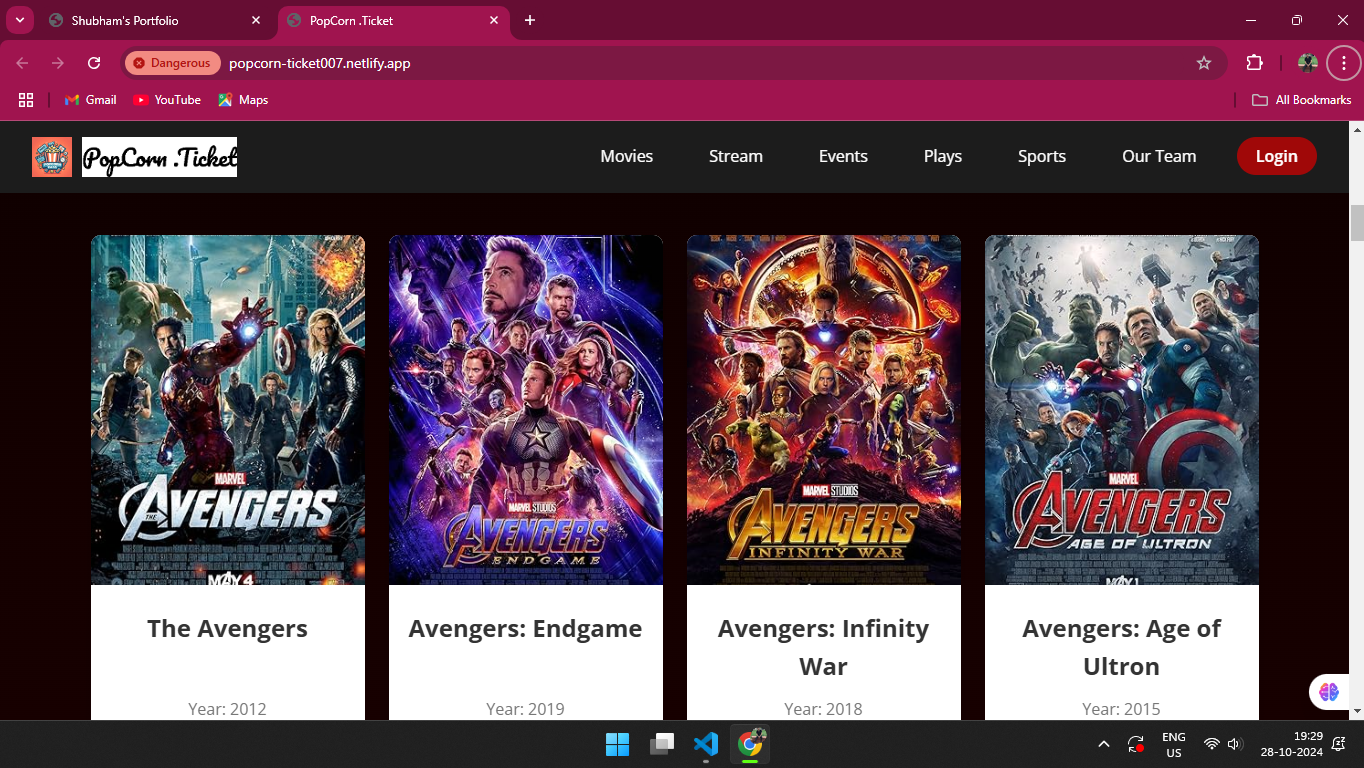 Shubham's Portfolio
PopCorn .Ticket
Dangerous
popcorn-ticket007.netlify.app
Gmail
YouTube
Maps
All Bookmarks
PopCorn .Ticket
Movies
Stream
Events
Plays
Sports
Our Team
Login
MARVEL
THE AVENGERS
MAY 4
MARVEL STUDIOS
AVENGERS
ENDGAME
MARVEL STUDIOS
AVENGERS
INFINITY WAR
MARVEL
AVENGERS
AGE OF ULTRON
MAY 1
The Avengers
Avengers: Endgame
Avengers: Infinity
War
Avengers: Age of
Ultron
Year: 2012
Year: 2019
Year: 2018
Year: 2015
ENG
US
19:29
28-10-2024